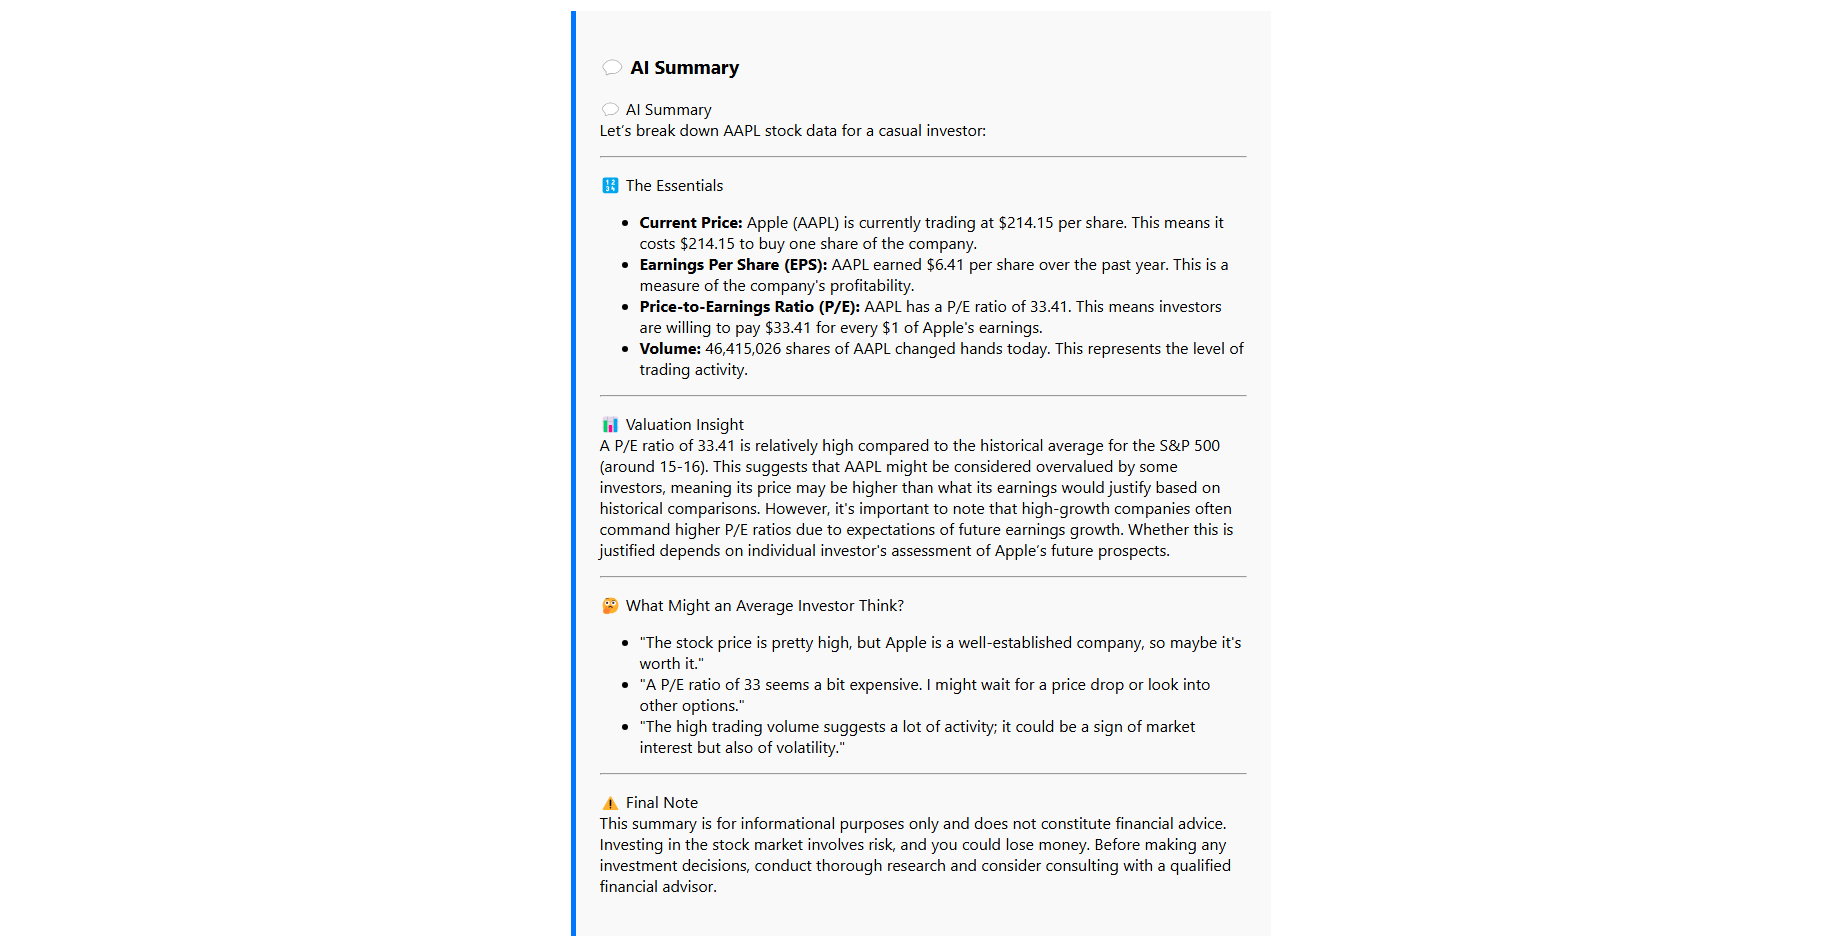 AI Summary
AI Summary
Let's break down AAPL stock data for a casual investor:
The Essentials
Current Price: Apple (AAPL) is currently trading at $214.15 per share. This means it
costs $214.15 to buy one share of the company.
Earnings Per Share (EPS): AAPL earned $6.41 per share over the past year. This is a
measure of the company's profitability.
Price-to-Earnings Ratio (P/E): AAPL has a P/E ratio of 33.41. This means investors
are willing to pay $33.41 for every $1 of Apple's earnings.
Volume: 46,415,026 shares of AAPL changed hands today. This represents the level of
trading activity.
Valuation Insight
A P/E ratio of 33.41 is relatively high compared to the historical average for the S&P 500
(around 15-16). This suggests that AAPL might be considered overvalued by some
investors, meaning its price may be higher than what its earnings would justify based on
historical comparisons. However, it's important to note that high-growth companies often
command higher P/E ratios due to expectations of future earnings growth. Whether this is
justified depends on individual investor's assessment of Apple's future prospects.
What Might an Average Investor Think?
"The stock price is pretty high, but Apple is a well-established company, so maybe it's
worth it."
"A P/E ratio of 33 seems a bit expensive. I might wait for a price drop or look into
other options."
"The high trading volume suggests a lot of activity; it could be a sign of market
interest but also of volatility."
Final Note
This summary is for informational purposes only and does not constitute financial advice.
Investing in the stock market involves risk, and you could lose money. Before making any
investment decisions, conduct thorough research and consider consulting with a qualified
financial advisor.